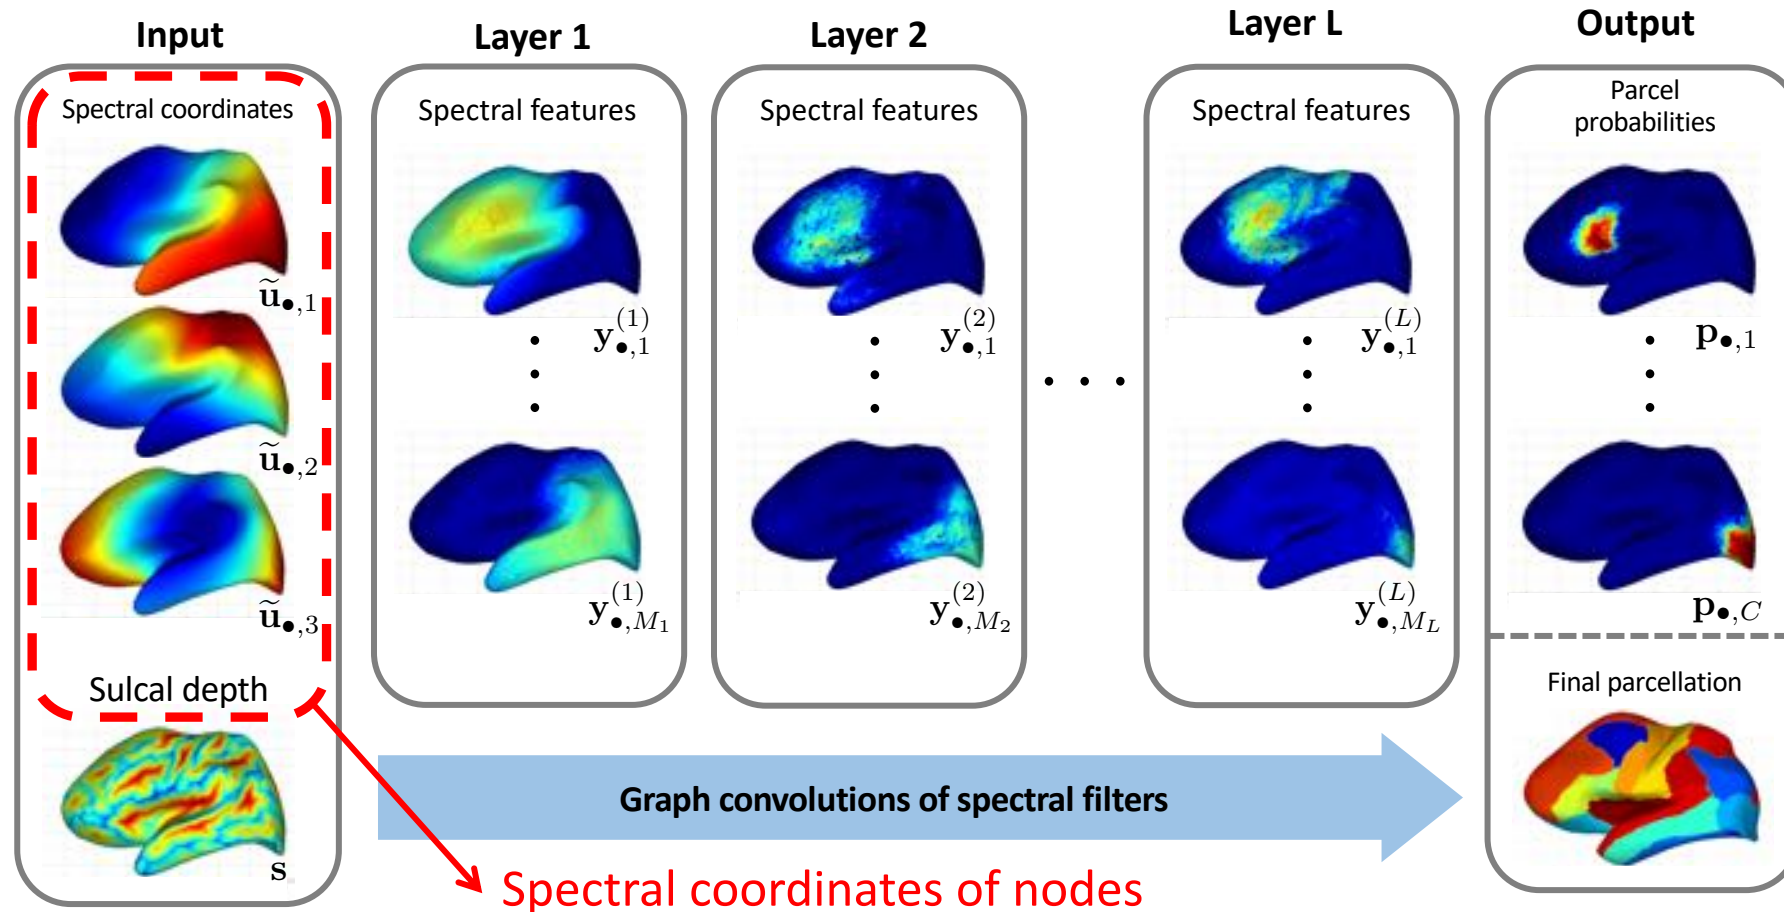 Input
Layer 1
Layer 2
Layer L
Output
Spectral coordinates
Spectral features
Spectral features
Spectral features
Parcel
probabilities
ũ•,1
ũ•,2
ũ•,3
y•,1^(1)
y•,1^(2)
y•,1^(L)
p•,1
. . .
y•,M₁^(1)
y•,M₂^(2)
y•,M_L^(L)
p•,C
Sulcal depth
s
Final parcellation
Graph convolutions of spectral filters
Spectral coordinates of nodes